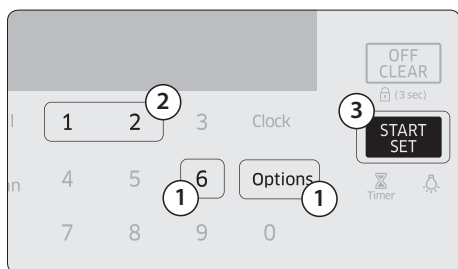 OFF
CLEAR
(3 sec)
2
3
l 1 2 3 Clock
START
SET
an 4 5 6 Options
1 1
Timer
7 8 9 0